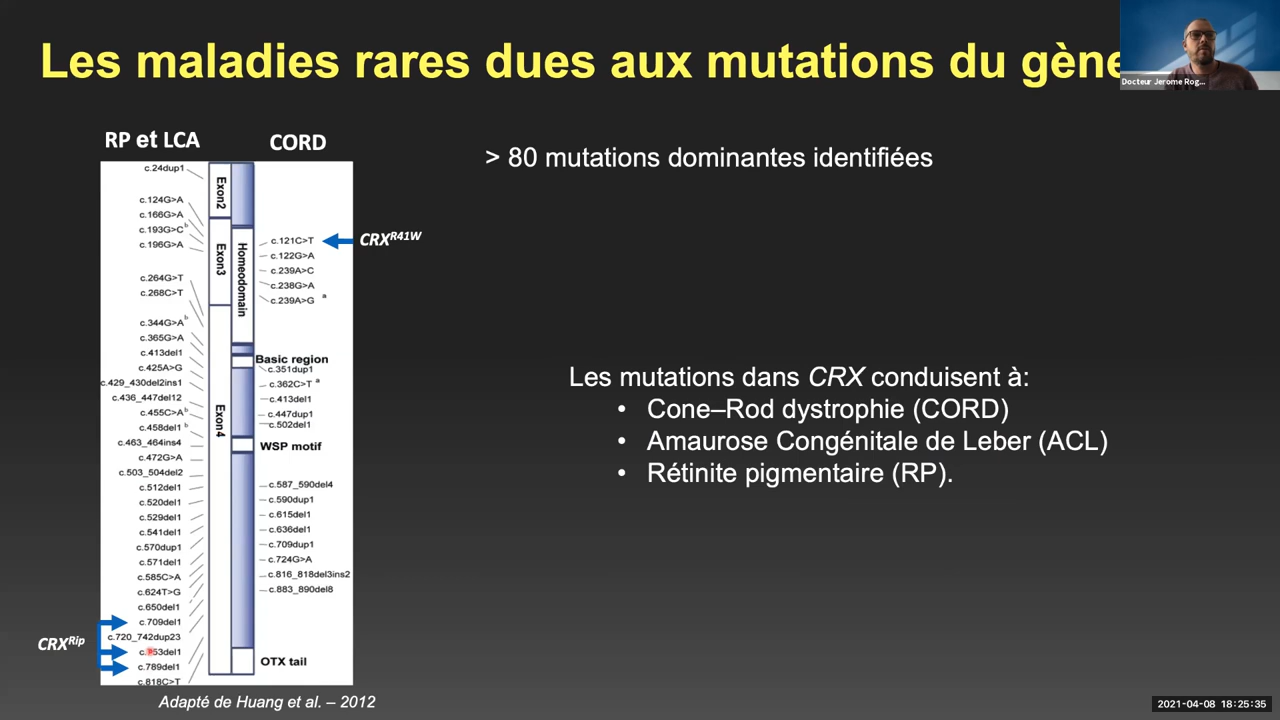 Les maladies rares dues aux mutations du gène
Docteur Jerome Rog...
RP et LCA
CORD
> 80 mutations dominantes identifiées
c.24dup1
c.124G>A
c.166G>A
c.193G>C b
c.196G>A
c.264G>T
c.268C>T
c.344G>A b
c.365G>A
c.413del1
c.425A>G
c.429_430del2ins1
c.436_447del12
c.455C>A b
c.458del1 b
c.463_464ins4
c.472G>A
c.503_504del2
c.512del1
c.520del1
c.529del1
c.541del1
c.570dup1
c.571del1
c.585C>A
c.624T>G
c.650del1
c.709del1
c.720_742dup23
c.789del1
c.818C>T
CRXRip
Exon2
Exon3
Exon4
Homeodomain
c.121C>T
CRXR41W
c.122G>A
c.239A>C
c.238G>A
c.239A>G a
Basic region
c.351dup1
c.362C>T a
c.413del1
c.447dup1
c.502del1
WSP motif
c.587_590del4
c.590dup1
c.615del1
c.636del1
c.709dup1
c.724G>A
c.816_818del3ins2
c.883_890del8
OTX tail
Adapté de Huang et al. – 2012
Les mutations dans CRX conduisent à:
• Cone–Rod dystrophie (CORD)
• Amaurose Congénitale de Leber (ACL)
• Rétinite pigmentaire (RP).
2021-04-08 18:25:35